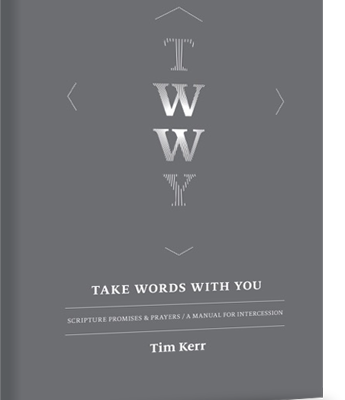 T
W
W
Y
TAKE WORDS WITH YOU
SCRIPTURE PROMISES & PRAYERS / A MANUAL FOR INTERCESSION
Tim Kerr